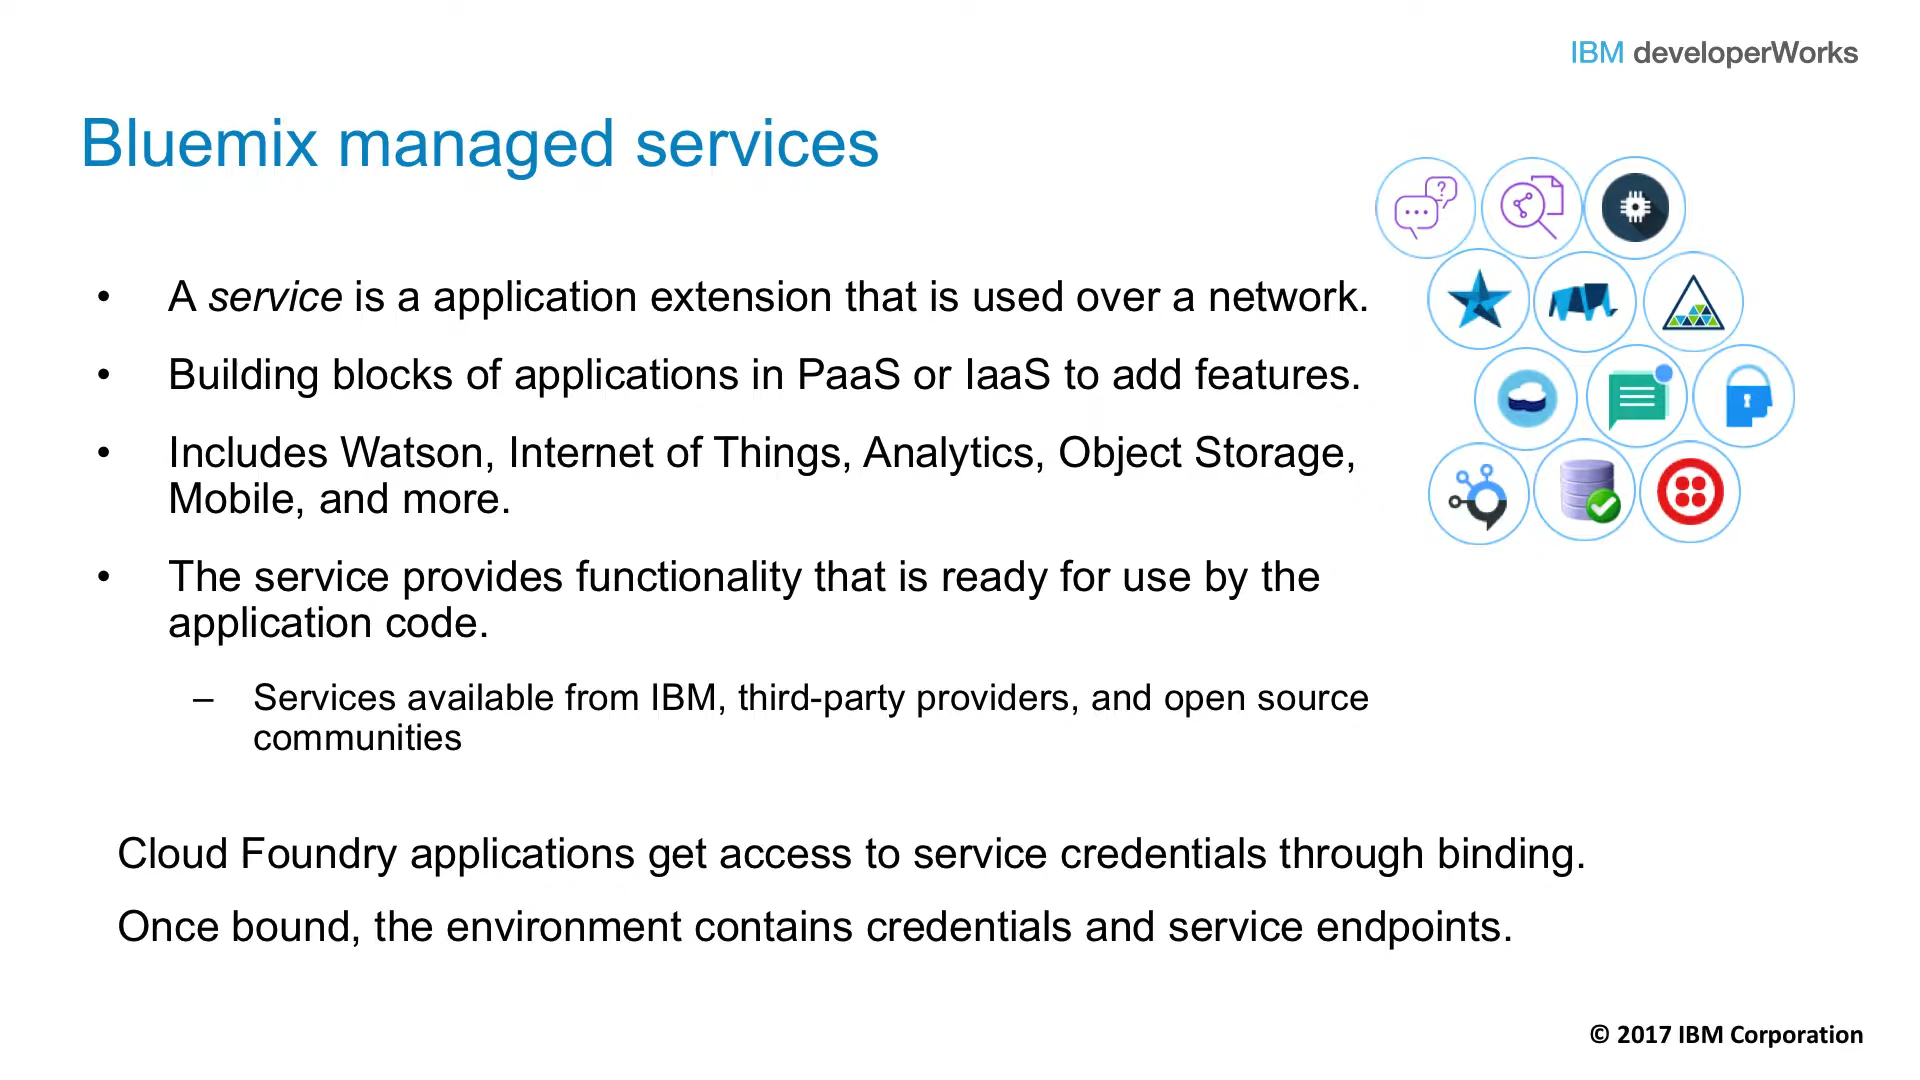 IBM developerWorks
Bluemix managed services
• A service is a application extension that is used over a network.
• Building blocks of applications in PaaS or IaaS to add features.
• Includes Watson, Internet of Things, Analytics, Object Storage,
Mobile, and more.
• The service provides functionality that is ready for use by the
application code.
– Services available from IBM, third-party providers, and open source
communities
Cloud Foundry applications get access to service credentials through binding.
Once bound, the environment contains credentials and service endpoints.
© 2017 IBM Corporation